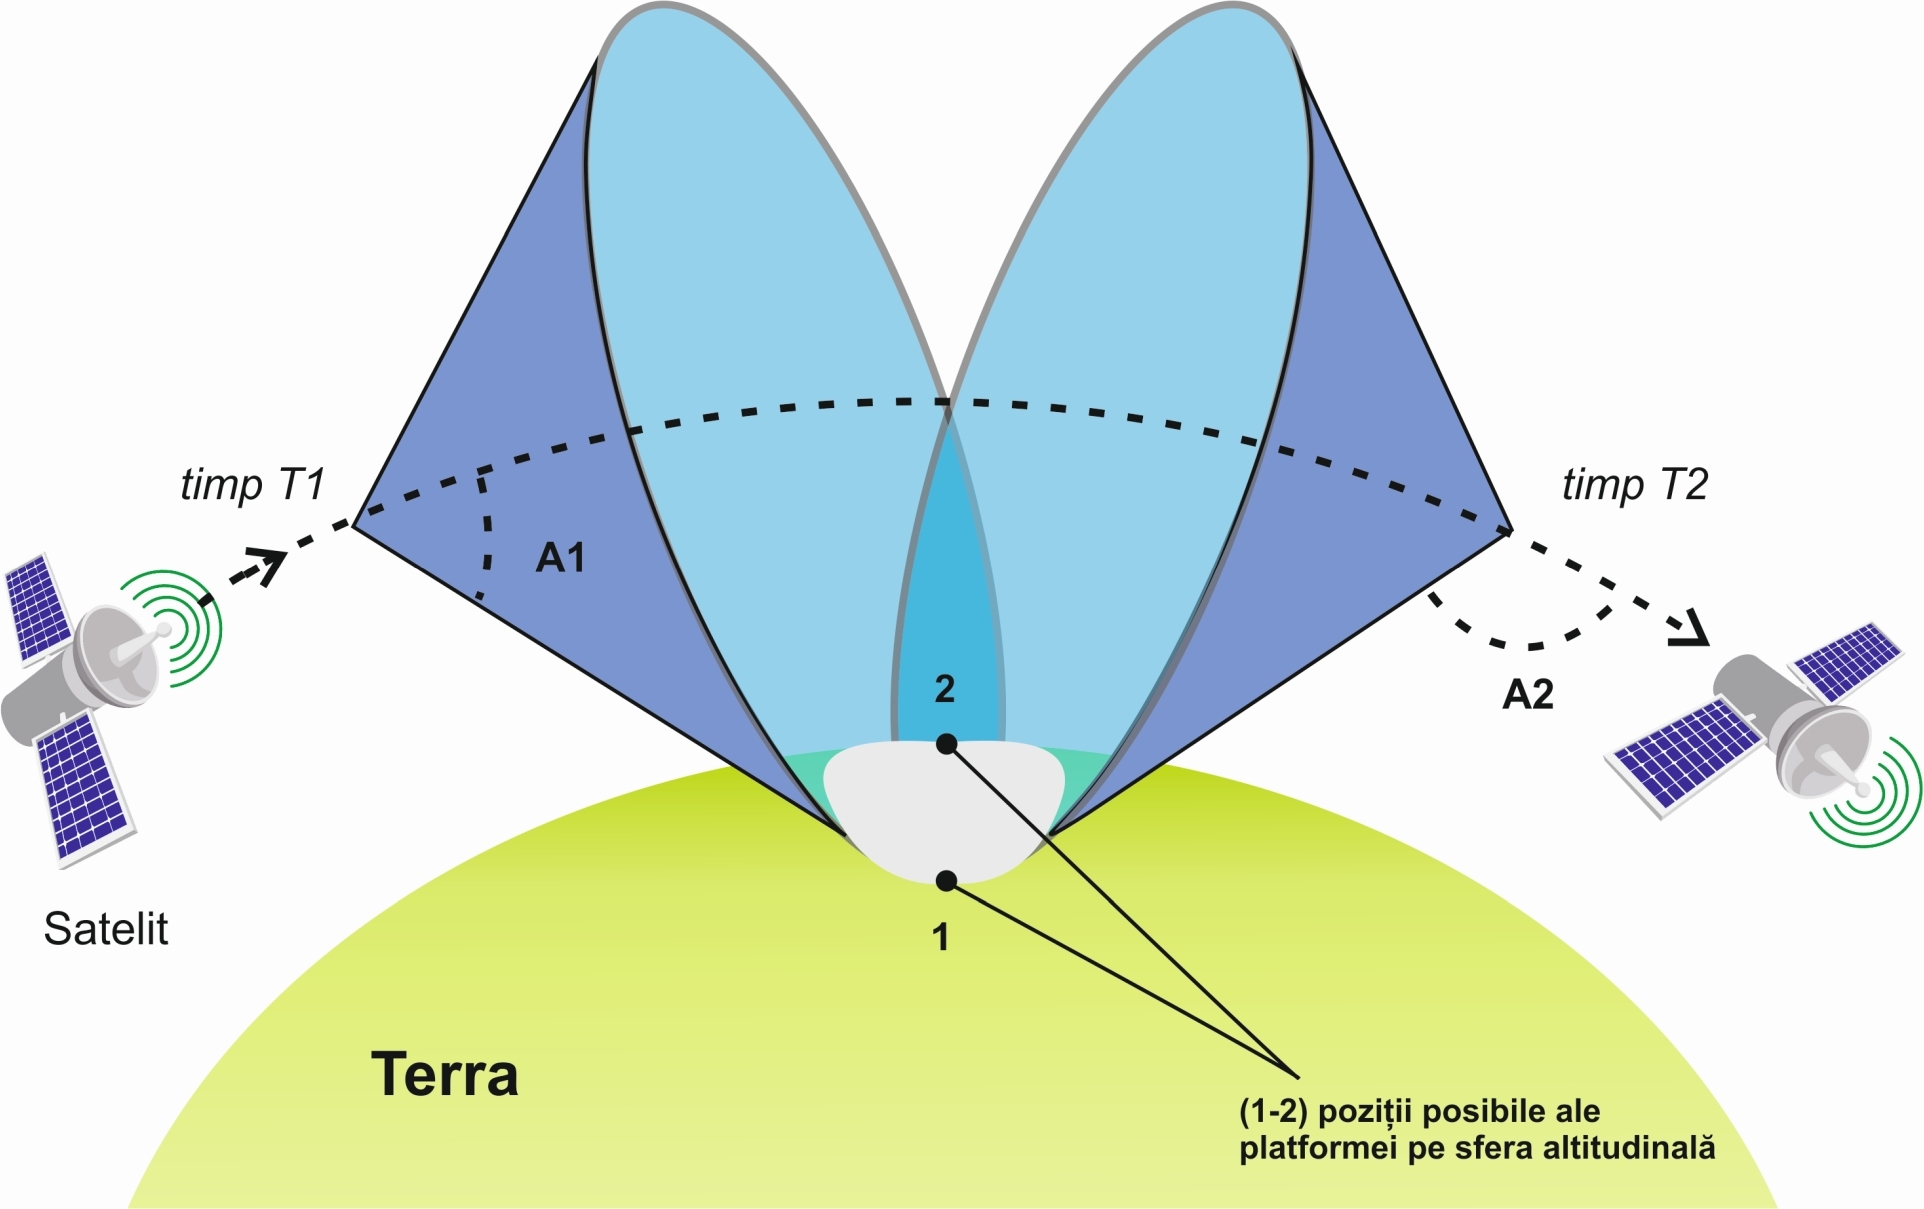 timp T1
timp T2
A1
A2
2
1
Satelit
Terra
(1-2) poziții posibile ale
platformei pe sfera altitudinală